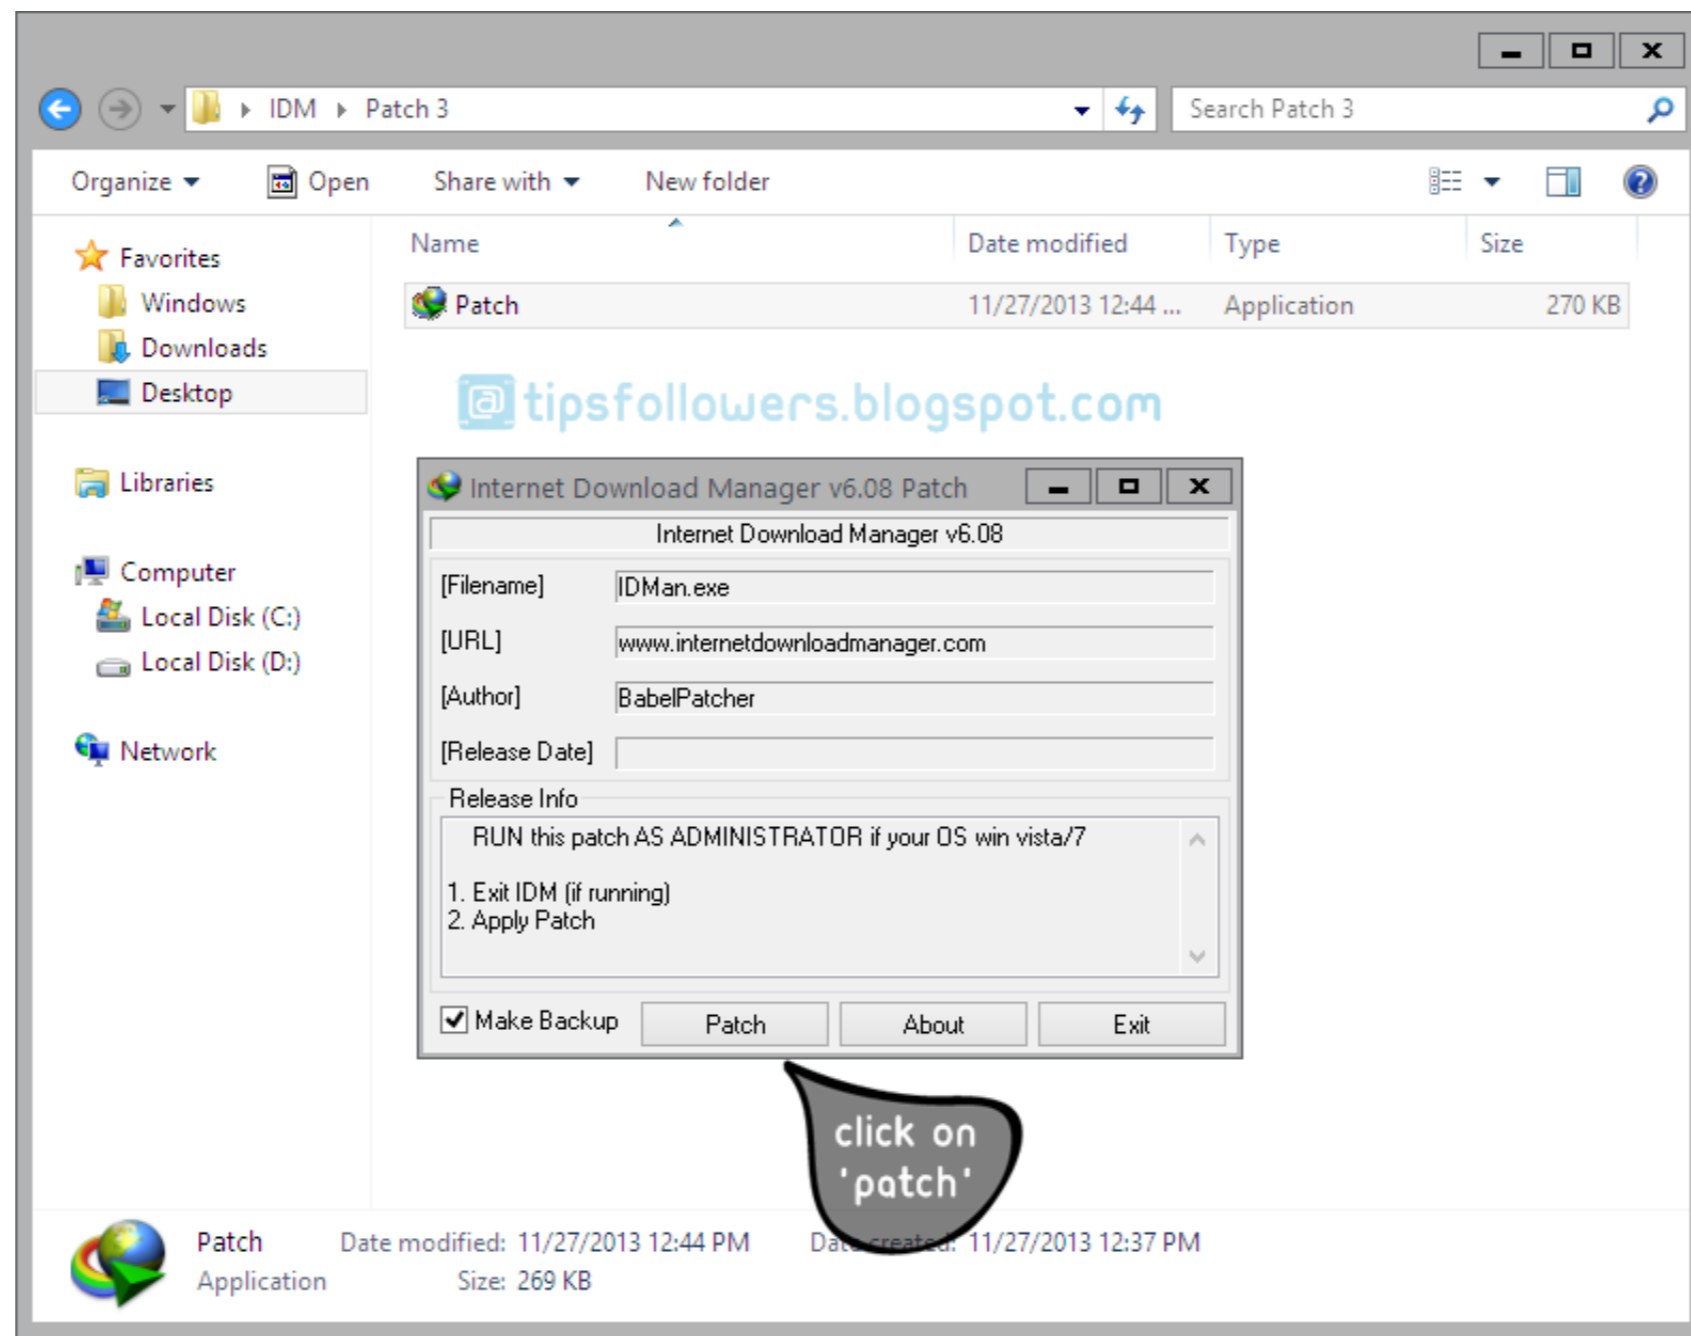 IDM Patch 3
Search Patch 3
Organize Open Share with New folder
Name Date modified Type Size
Patch 11/27/2013 12:44 ... Application 270 KB
Favorites
Windows
Downloads
Desktop
Libraries
Computer
Local Disk (C:)
Local Disk (D:)
Network
@ tipsfollowers.blogspot.com
Internet Download Manager v6.08 Patch
Internet Download Manager v6.08
[Filename] IDMan.exe
[URL] www.internetdownloadmanager.com
[Author] BabelPatcher
[Release Date]
Release Info
RUN this patch AS ADMINISTRATOR if your OS win vista/7
1. Exit IDM (if running)
2. Apply Patch
Make Backup Patch About Exit
click on
'patch'
Patch Date modified: 11/27/2013 12:44 PM Date created: 11/27/2013 12:37 PM
Application Size: 269 KB